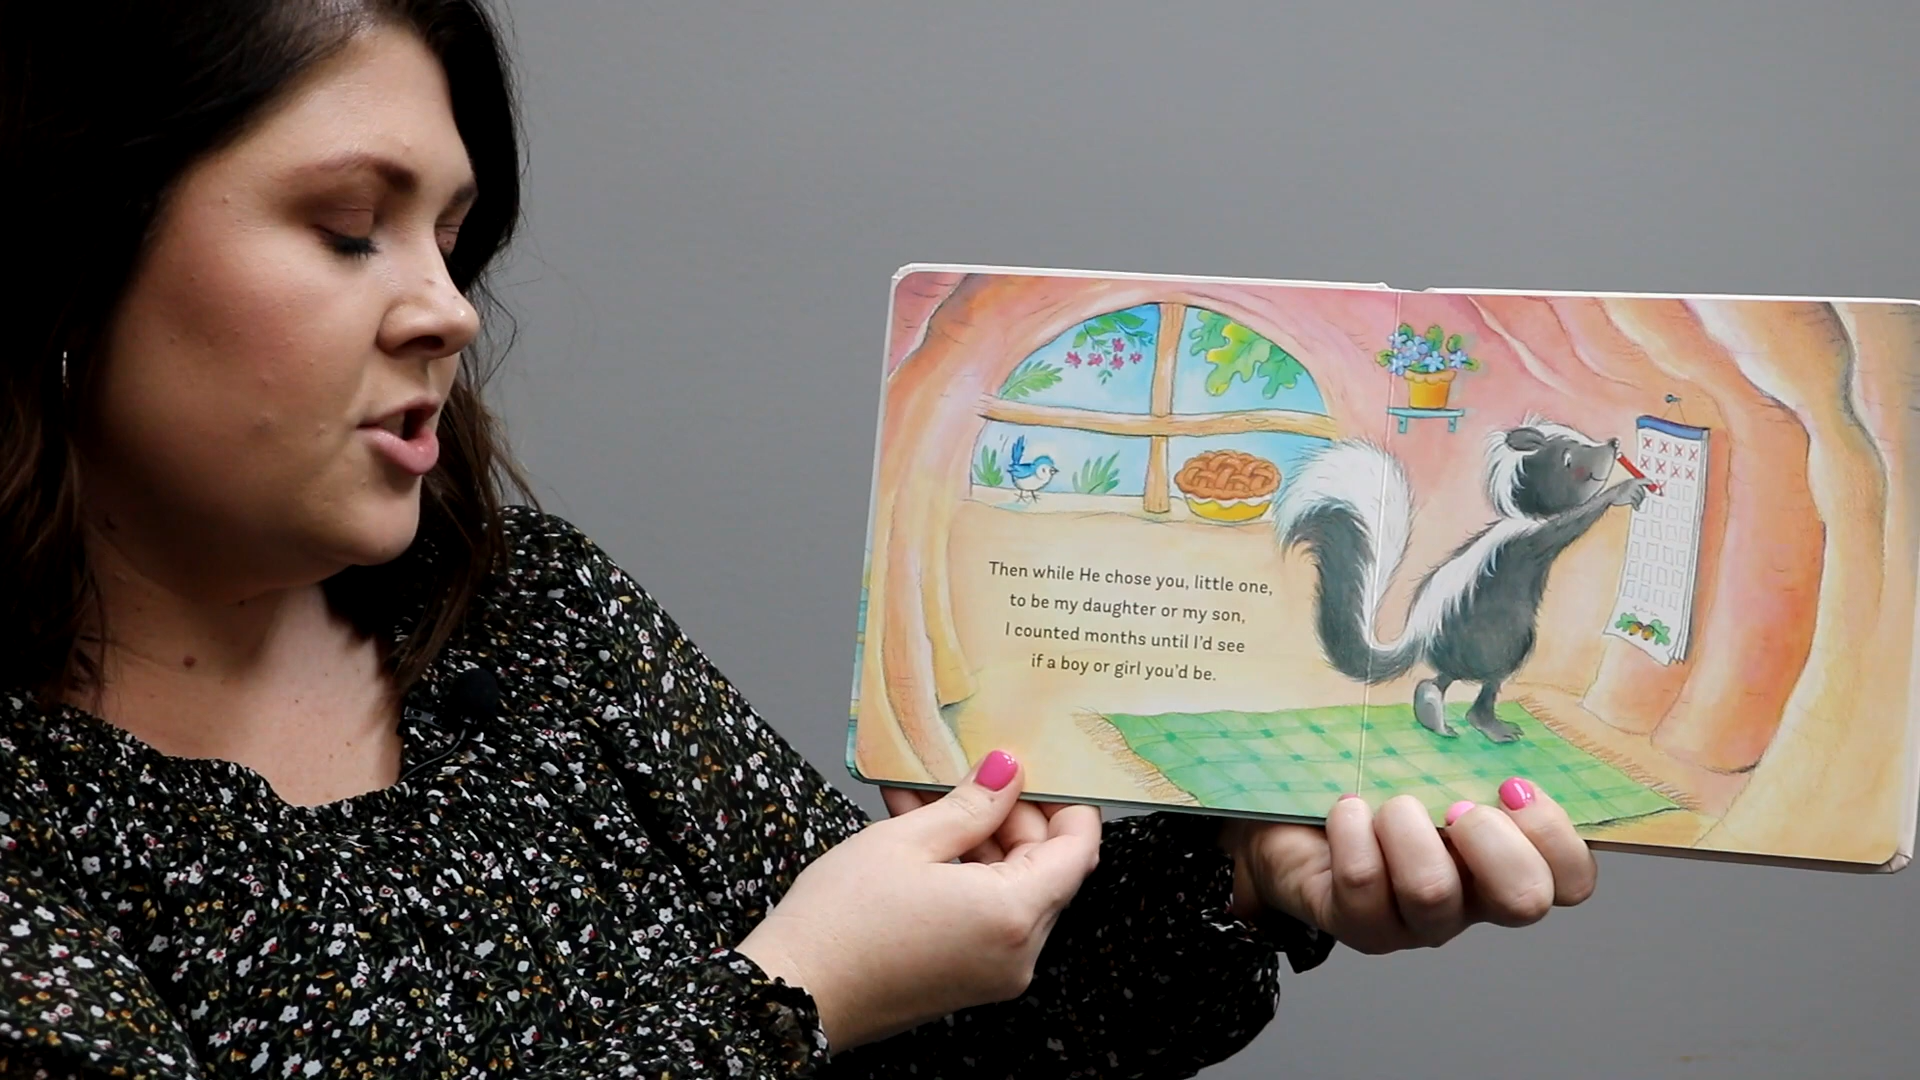 Then while He chose you, little one,
to be my daughter or my son,
I counted months until I'd see
if a boy or girl you'd be.